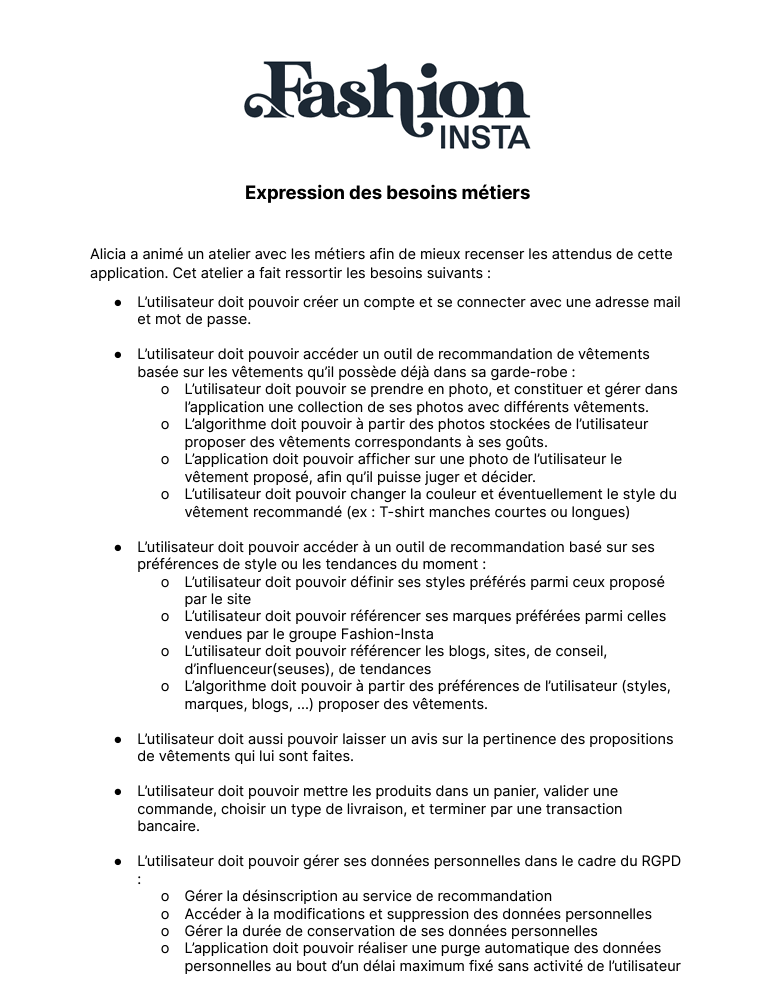 Fashion
INSTA
Expression des besoins métiers
Alicia a animé un atelier avec les métiers afin de mieux recenser les attendus de cette
application. Cet atelier a fait ressortir les besoins suivants :
● L’utilisateur doit pouvoir créer un compte et se connecter avec une adresse mail
et mot de passe.
● L’utilisateur doit pouvoir accéder un outil de recommandation de vêtements
basée sur les vêtements qu’il possède déjà dans sa garde-robe :
o L’utilisateur doit pouvoir se prendre en photo, et constituer et gérer dans
l’application une collection de ses photos avec différents vêtements.
o L’algorithme doit pouvoir à partir des photos stockées de l’utilisateur
proposer des vêtements correspondants à ses goûts.
o L’application doit pouvoir afficher sur une photo de l’utilisateur le
vêtement proposé, afin qu’il puisse juger et décider.
o L’utilisateur doit pouvoir changer la couleur et éventuellement le style du
vêtement recommandé (ex : T-shirt manches courtes ou longues)
● L’utilisateur doit pouvoir accéder à un outil de recommandation basé sur ses
préférences de style ou les tendances du moment :
o L’utilisateur doit pouvoir définir ses styles préférés parmi ceux proposé
par le site
o L’utilisateur doit pouvoir référencer ses marques préférées parmi celles
vendues par le groupe Fashion-Insta
o L’utilisateur doit pouvoir référencer les blogs, sites, de conseil,
d’influenceur(seuses), de tendances
o L’algorithme doit pouvoir à partir des préférences de l’utilisateur (styles,
marques, blogs, ...) proposer des vêtements.
● L’utilisateur doit aussi pouvoir laisser un avis sur la pertinence des propositions
de vêtements qui lui sont faites.
● L’utilisateur doit pouvoir mettre les produits dans un panier, valider une
commande, choisir un type de livraison, et terminer par une transaction
bancaire.
● L’utilisateur doit pouvoir gérer ses données personnelles dans le cadre du RGPD
:
o Gérer la désinscription au service de recommandation
o Accéder à la modifications et suppression des données personnelles
o Gérer la durée de conservation de ses données personnelles
o L’application doit pouvoir réaliser une purge automatique des données
personnelles au bout d’un délai maximum fixé sans activité de l’utilisateur